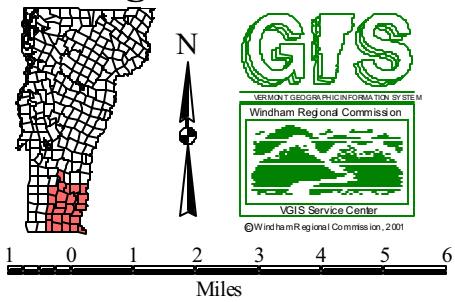 N
GIS
VERMONT GEOGRAPHIC INFORMATION SYSTEM
Windham Regional Commission
VGIS Service Center
©Windham Regional Commission, 2001
1 0 1 2 3 4 5 6
Miles